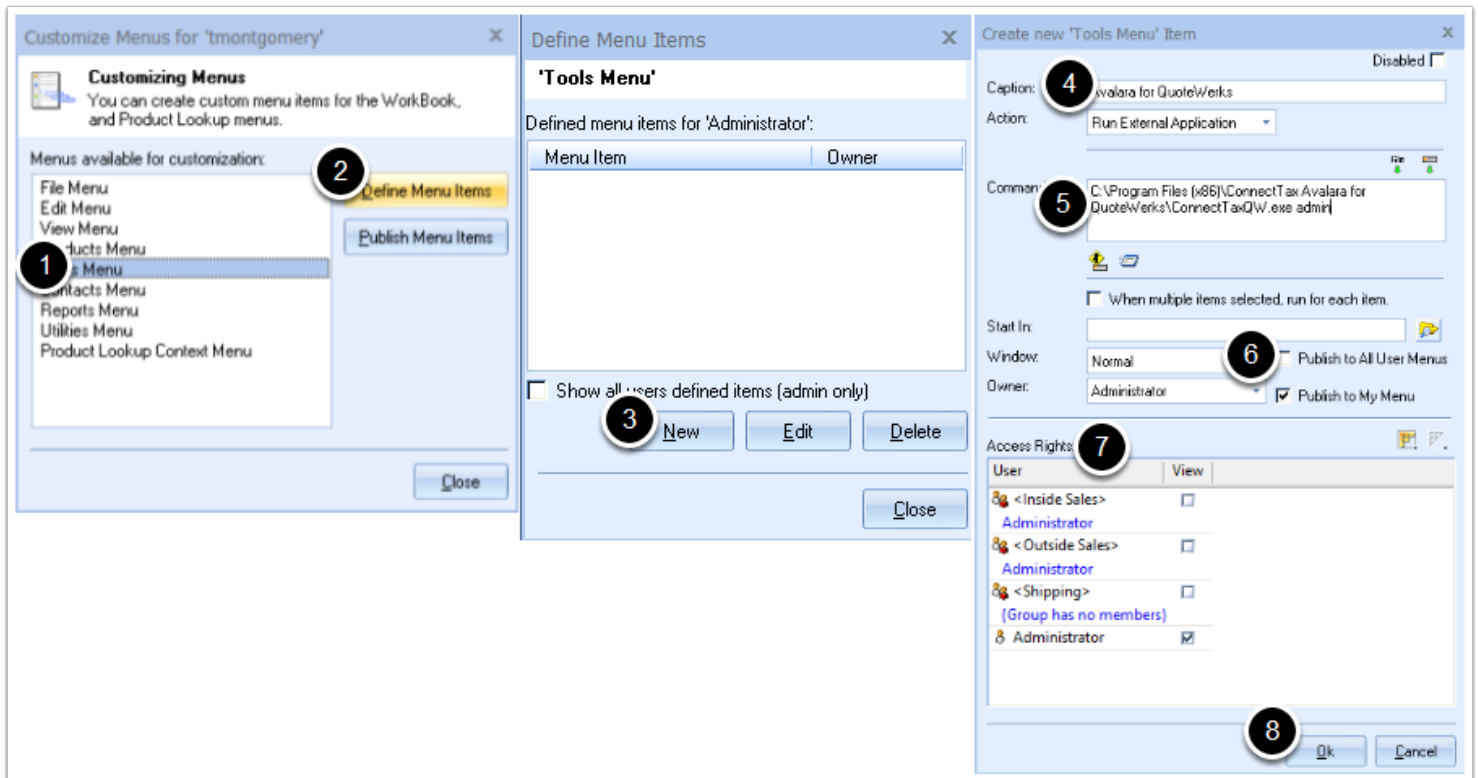 Customize Menus for 'tmontgomery'
Customizing Menus
You can create custom menu items for the WorkBook,
and Product Lookup menus.
Menus available for customization:
File Menu
Edit Menu
View Menu
ducts Menu
1
s Menu
ntacts Menu
Reports Menu
Utilities Menu
Product Lookup Context Menu
2
Define Menu Items
Publish Menu Items
Close
Define Menu Items
'Tools Menu'
Defined menu items for 'Administrator':
Menu Item Owner
Show all users defined items (admin only)
3
New Edit Delete
Close
Create new 'Tools Menu' Item
Disabled
Caption: 4 Avalara for QuoteWerks
Action: Run External Application
File
Comman 5 C:\Program Files (x86)\ConnectTax Avalara for
QuoteWerks\ConnectTaxQW.exe admin
When multiple items selected, run for each item.
Start In:
Window: Normal 6 Publish to All User Menus
Owner: Administrator Publish to My Menu
Access Rights 7
User View
<Inside Sales>
Administrator
<Outside Sales>
Administrator
<Shipping>
{Group has no members}
Administrator
8
Ok Cancel